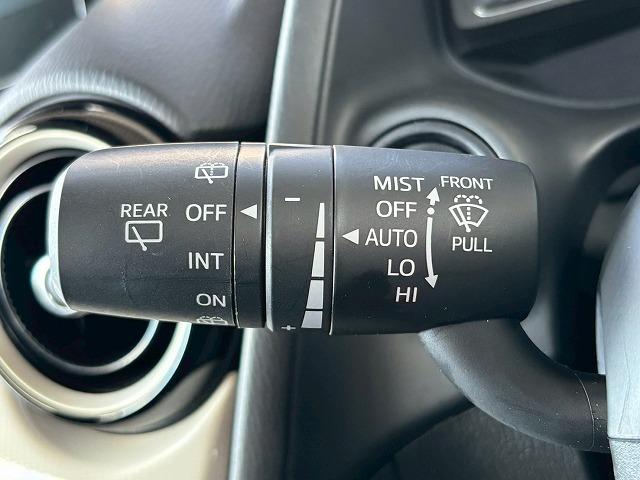 REAR
OFF
INT
ON
−
+
MIST
OFF
AUTO
LO
HI
FRONT
PULL